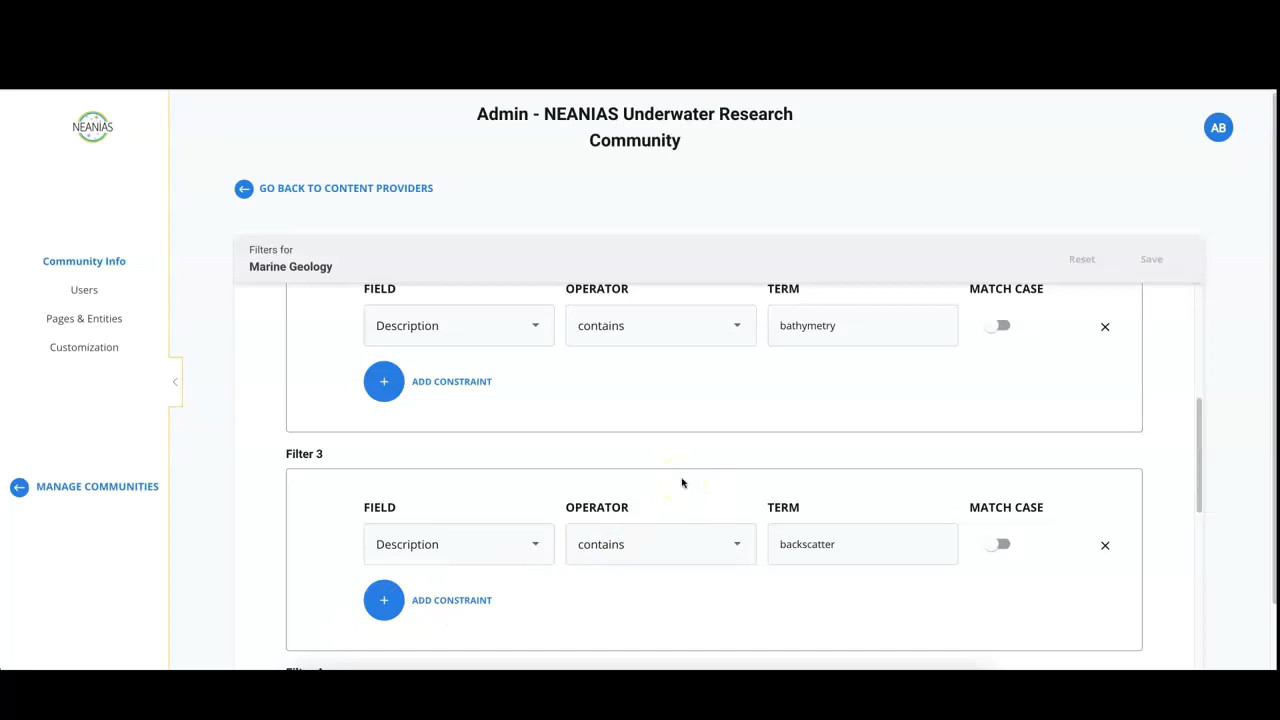 NEANIAS
Admin - NEANIAS Underwater Research
Community
AB
GO BACK TO CONTENT PROVIDERS
Community Info
Users
Pages & Entities
Customization
MANAGE COMMUNITIES
Filters for
Marine Geology
Reset
Save
FIELD
OPERATOR
TERM
MATCH CASE
Description
contains
bathymetry
ADD CONSTRAINT
Filter 3
FIELD
OPERATOR
TERM
MATCH CASE
Description
contains
backscatter
ADD CONSTRAINT